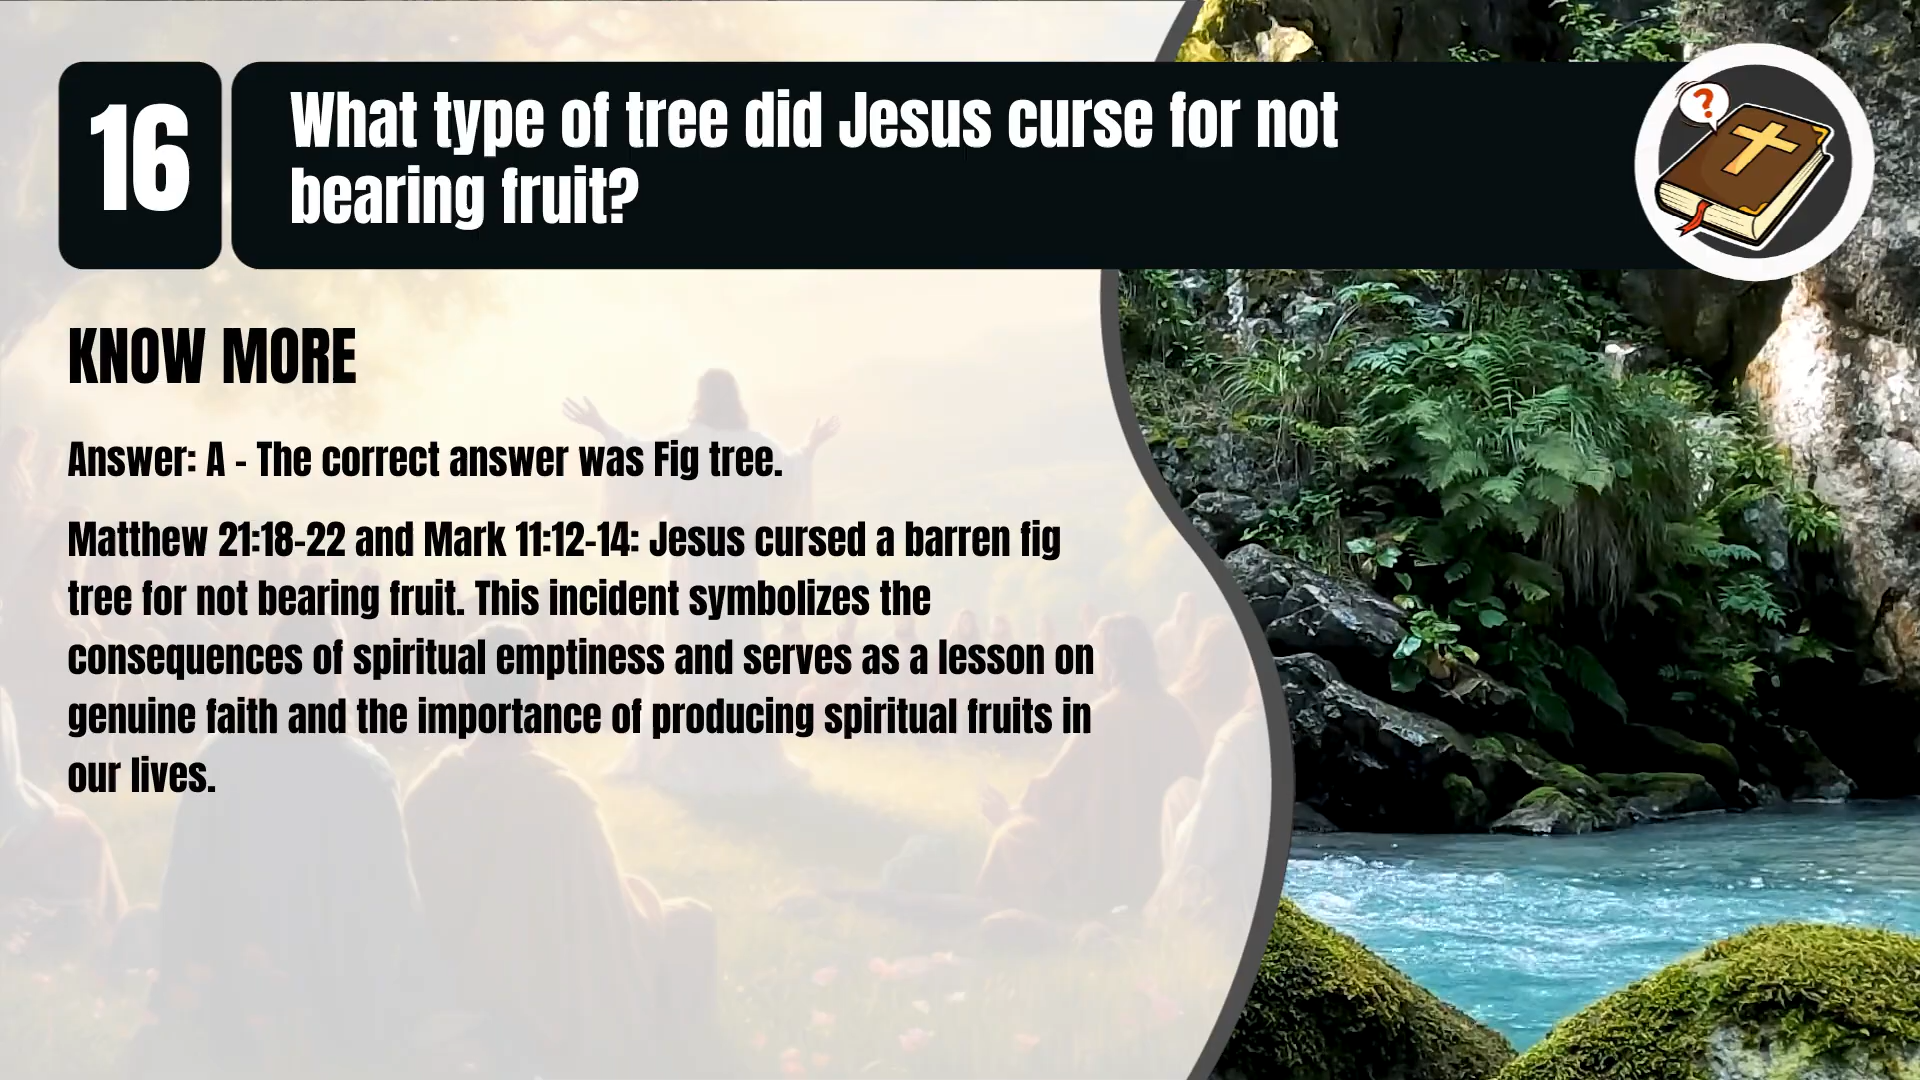 16
What type of tree did Jesus curse for not
bearing fruit?
?
KNOW MORE
Answer: A - The correct answer was Fig tree.
Matthew 21:18-22 and Mark 11:12-14: Jesus cursed a barren fig
tree for not bearing fruit. This incident symbolizes the
consequences of spiritual emptiness and serves as a lesson on
genuine faith and the importance of producing spiritual fruits in
our lives.